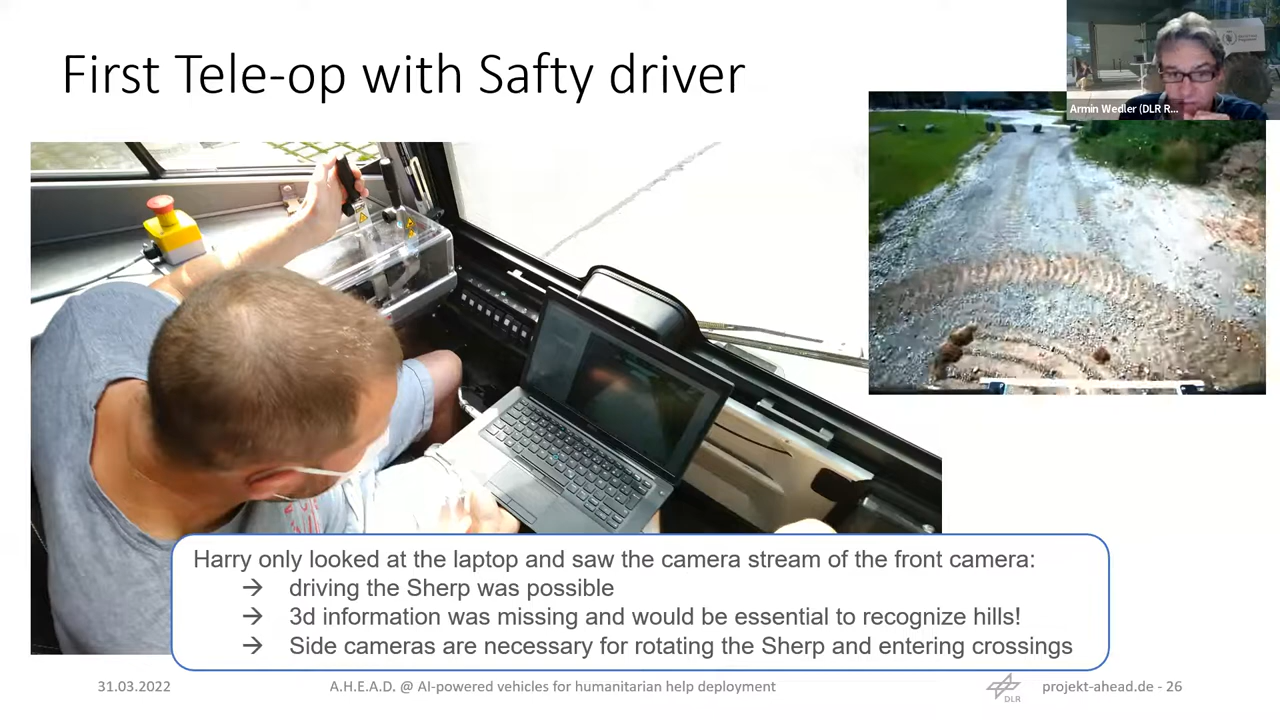 First Tele-op with Safty driver
Armin Wedler (DLR R...
Harry only looked at the laptop and saw the camera stream of the front camera:
→ driving the Sherp was possible
→ 3d information was missing and would be essential to recognize hills!
→ Side cameras are necessary for rotating the Sherp and entering crossings
31.03.2022
A.H.E.A.D. @ AI-powered vehicles for humanitarian help deployment
DLR
projekt-ahead.de - 26